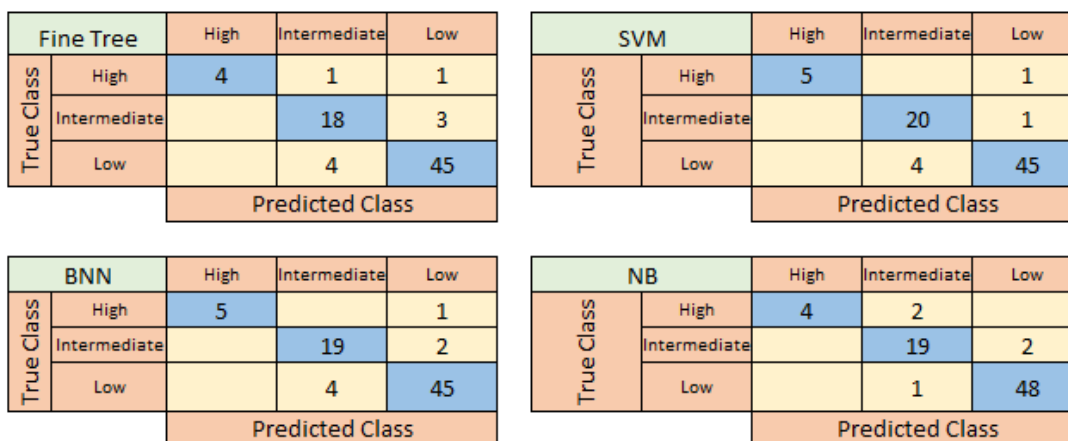 Fine Tree High Intermediate Low
True Class
High 4 1 1
Intermediate 18 3
Low 4 45
Predicted Class
SVM High Intermediate Low
True Class
High 5 1
Intermediate 20 1
Low 4 45
Predicted Class
BNN High Intermediate Low
True Class
High 5 1
Intermediate 19 2
Low 4 45
Predicted Class
NB High Intermediate Low
True Class
High 4 2
Intermediate 19 2
Low 1 48
Predicted Class